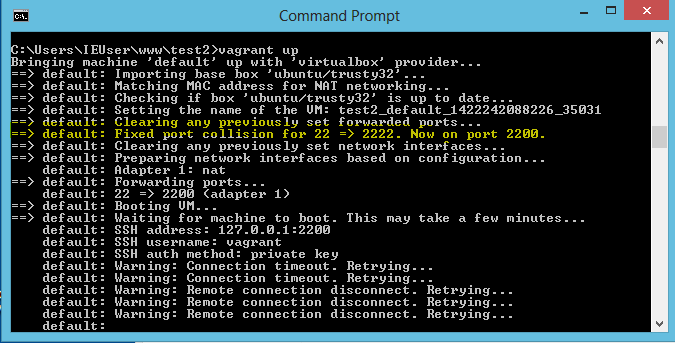 Command Prompt
C:\Users\IEUser\www\test2>vagrant up
Bringing machine 'default' up with 'virtualbox' provider...
==> default: Importing base box 'ubuntu/trusty32'...
==> default: Matching MAC address for NAT networking...
==> default: Checking if box 'ubuntu/trusty32' is up to date...
==> default: Setting the name of the VM: test2_default_1422242088226_35031
==> default: Clearing any previously set forwarded ports...
==> default: Fixed port collision for 22 => 2222. Now on port 2200.
==> default: Clearing any previously set network interfaces...
==> default: Preparing network interfaces based on configuration...
    default: Adapter 1: nat
==> default: Forwarding ports...
    default: 22 => 2200 (adapter 1)
==> default: Booting VM...
==> default: Waiting for machine to boot. This may take a few minutes...
    default: SSH address: 127.0.0.1:2200
    default: SSH username: vagrant
    default: SSH auth method: private key
    default: Warning: Connection timeout. Retrying...
    default: Warning: Connection timeout. Retrying...
    default: Warning: Remote connection disconnect. Retrying...
    default: Warning: Remote connection disconnect. Retrying...
    default: Warning: Remote connection disconnect. Retrying...
    default: